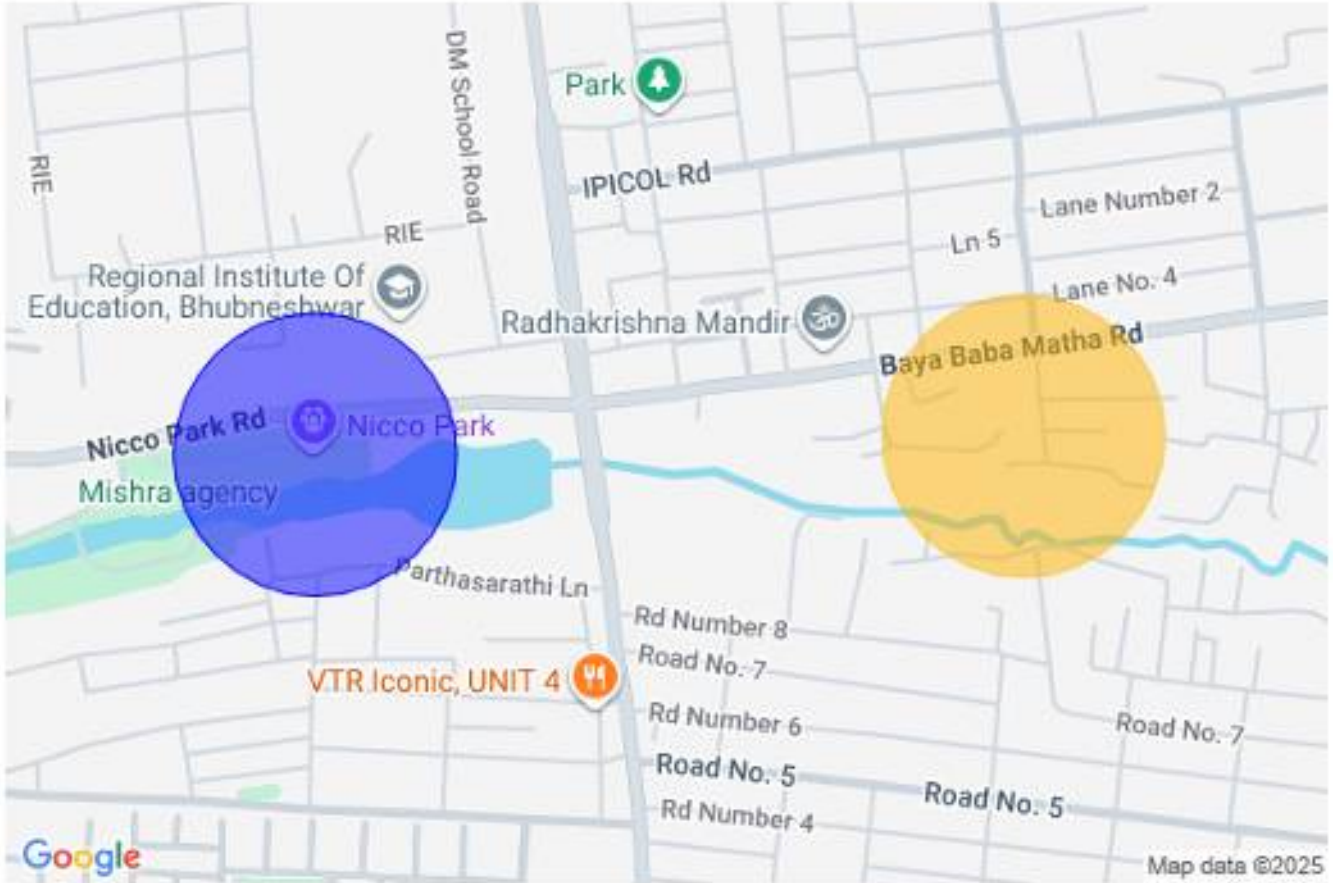 DM School Road
Park
RIE
IPICOL Rd
Lane Number 2
RIE
Ln 5
Regional Institute Of
Education, Bhubneshwar
Lane No. 4
Radhakrishna Mandir
Baya Baba Matha Rd
Nicco Park Rd
Nicco Park
Mishra agency
Parthasarathi Ln
Rd Number 8
Road No. 7
VTR Iconic, UNIT 4
Rd Number 6
Road No. 7
Road No. 5
Road No. 5
Rd Number 4
Google
Map data ©2025